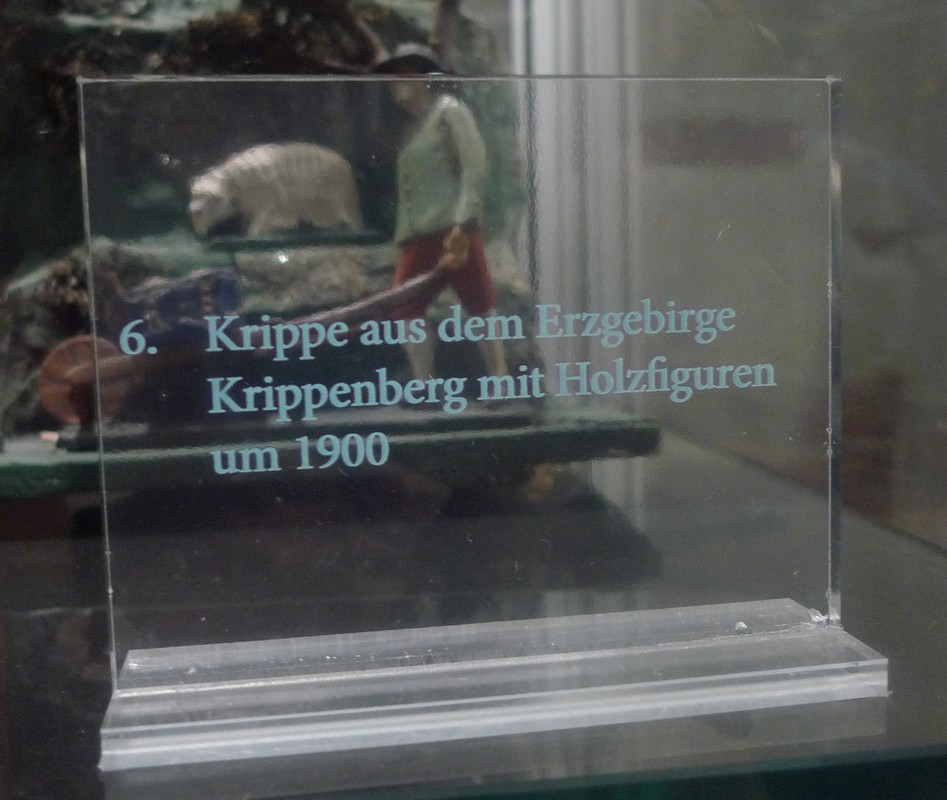 6. Krippe aus dem Erzgebirge
Krippenberg mit Holzfiguren
um 1900